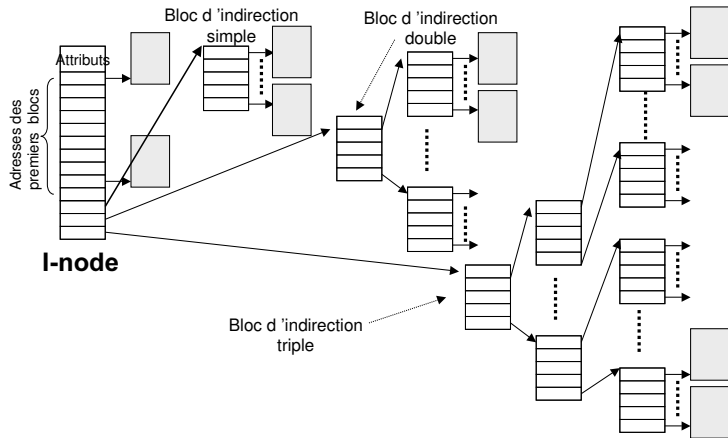 Bloc d 'indirection
simple
Bloc d 'indirection
double
Attributs
Adresses des
premiers blocs
I-node
Bloc d 'indirection
triple